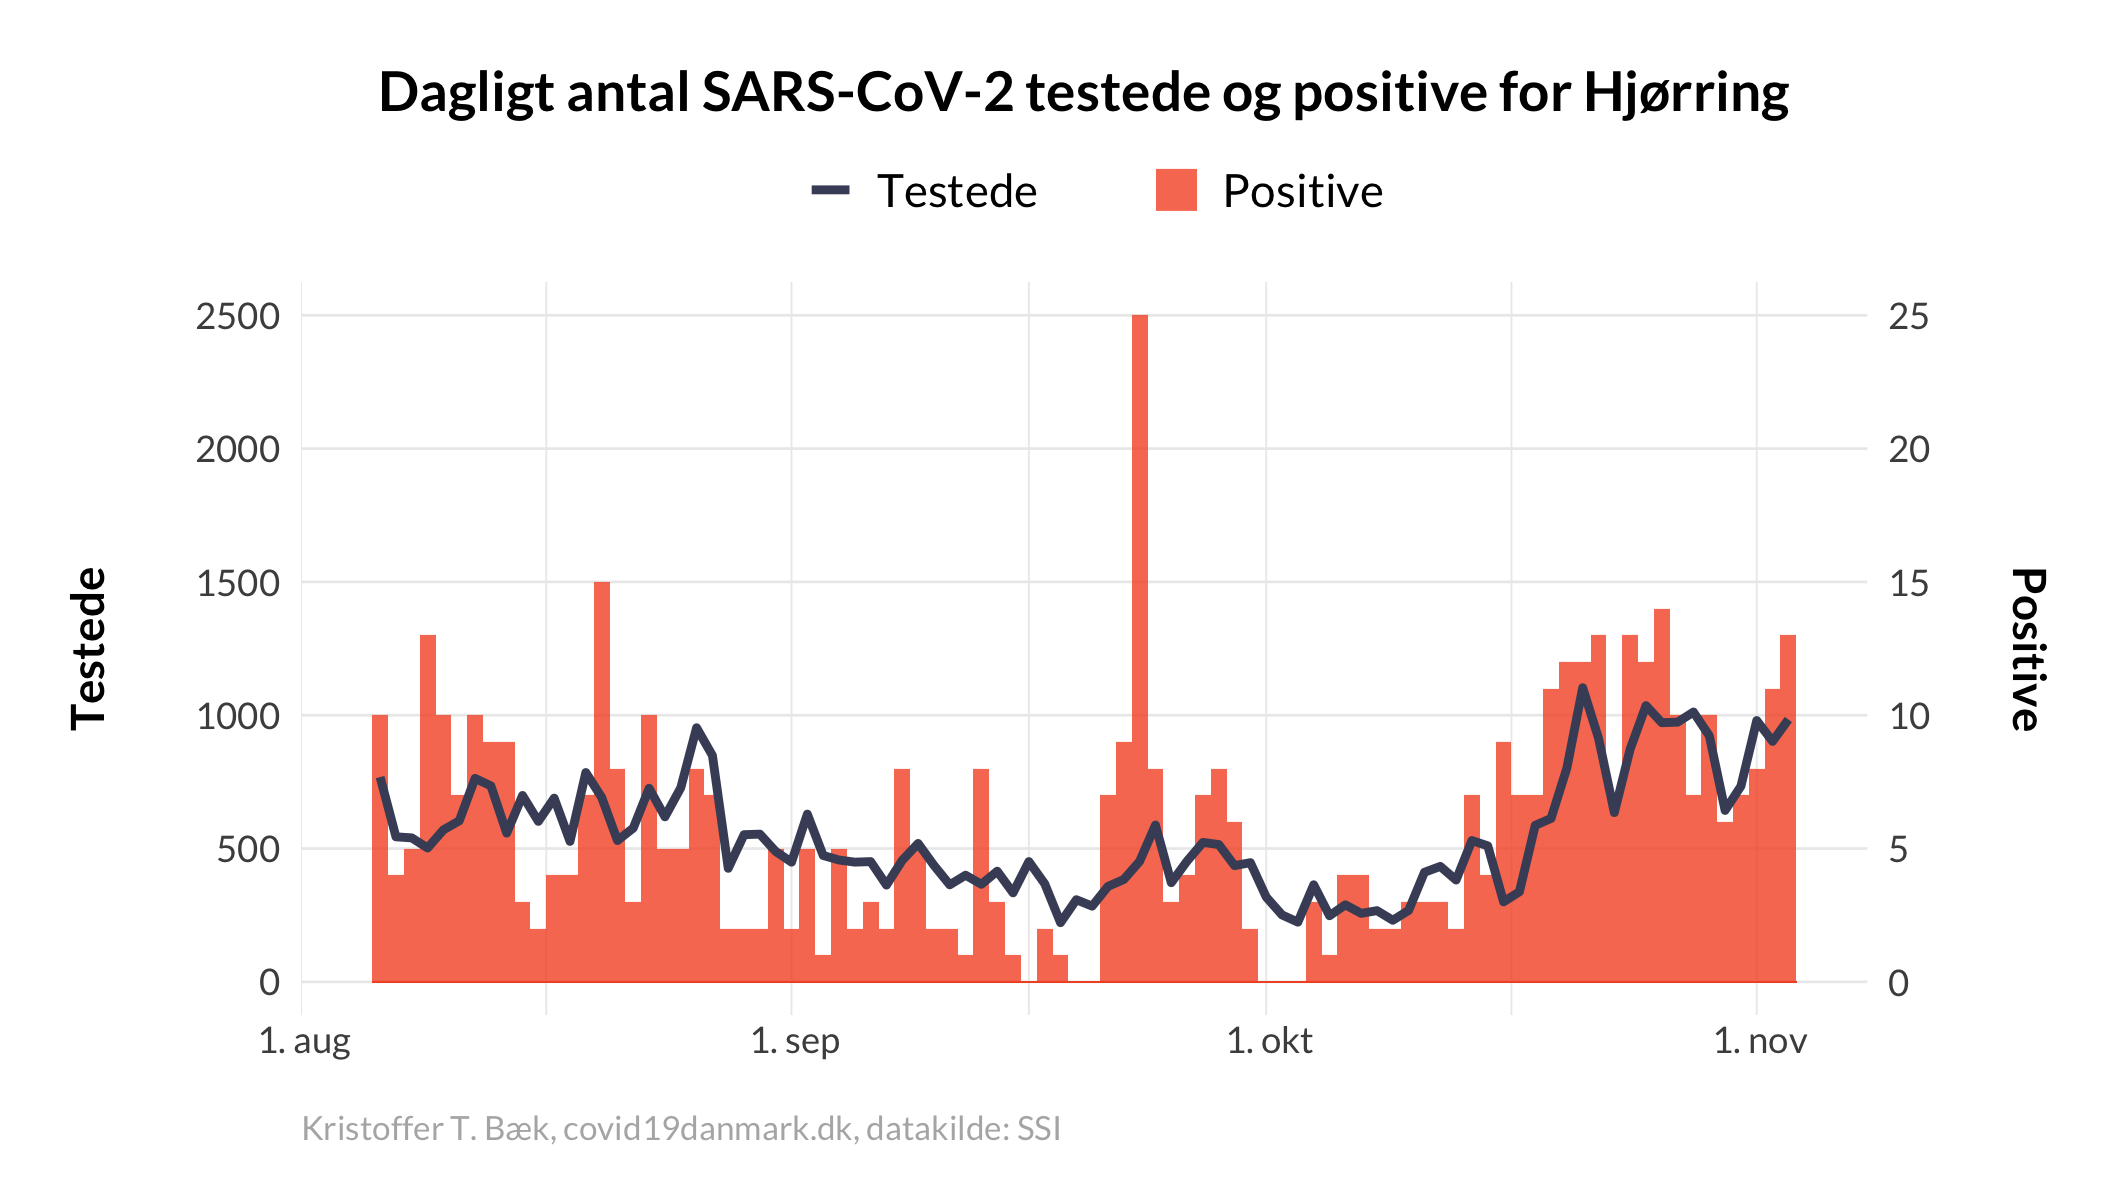 Dagligt antal SARS-CoV-2 testede og positive for Hjørring
Testede
Positive
2500
2000
1500
1000
500
0
Testede
25
20
15
10
5
0
Positive
1. aug
1. sep
1. okt
1. nov
Kristoffer T. Bæk, covid19danmark.dk, datakilde: SSI